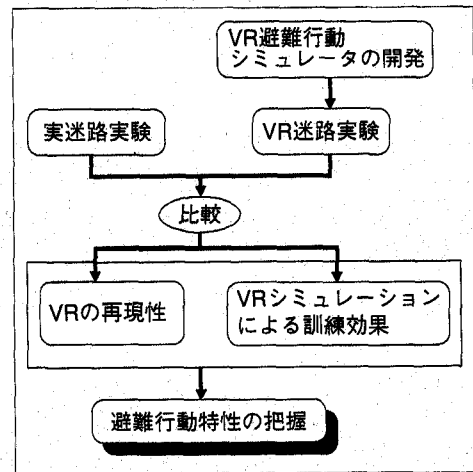 VR避難行動
シミュレータの開発
実迷路実験
VR迷路実験
比較
VRの再現性
VRシミュレーション
による訓練効果
避難行動特性の把握